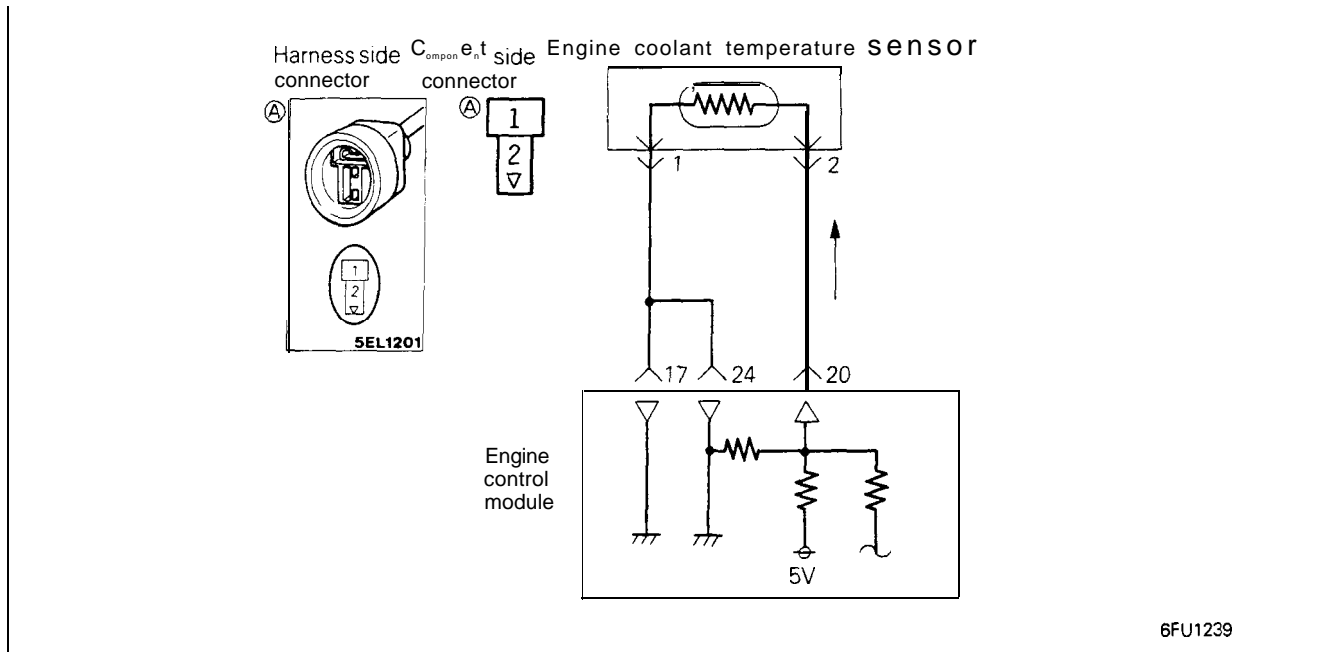 Harness side connector
Component side connector
Engine coolant temperature sensor
A
A
1
2
1
2
5EL1201
1
2
17
24
20
Engine
control
module
5V
6FU1239